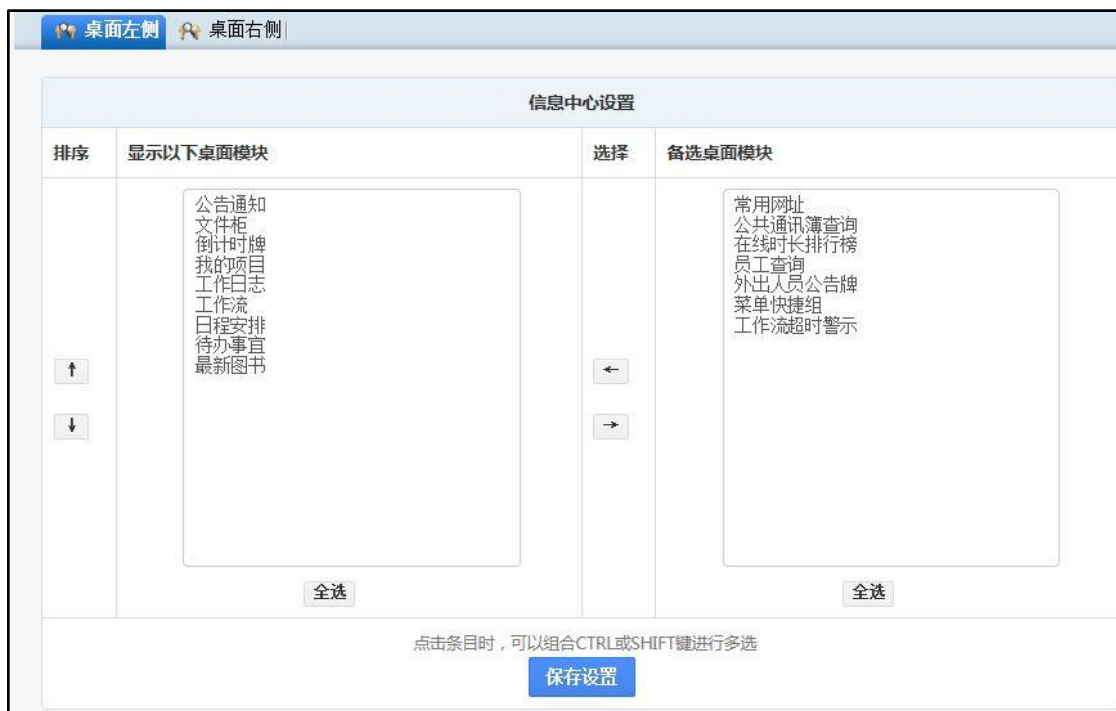 桌面左侧 桌面右侧
信息中心设置
排序 显示以下桌面模块 选择 备选桌面模块
公告通知
文件柜
倒计时牌
我的项目
工作日志
工作流
日程安排
待办事宜
最新图书
常用网址
公共通讯簿查询
在线时长排行榜
员工查询
外出人员公告牌
菜单快捷组
工作流超时警示
↑
↓
←
→
全选 全选
点击条目时，可以组合CTRL或SHIFT键进行多选
保存设置